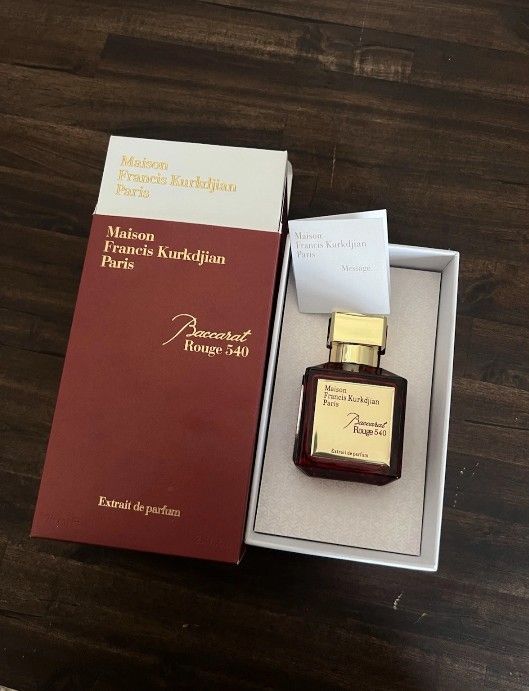 Maison
Francis Kurkdjian
Paris
Maison
Francis Kurkdjian
Paris
Baccarat
Rouge 540
Extrait de parfum
Maison
Francis Kurkdjian
Paris
Message...
Maison
Francis Kurkdjian
Paris
Baccarat
Rouge 540
Extrait de parfum